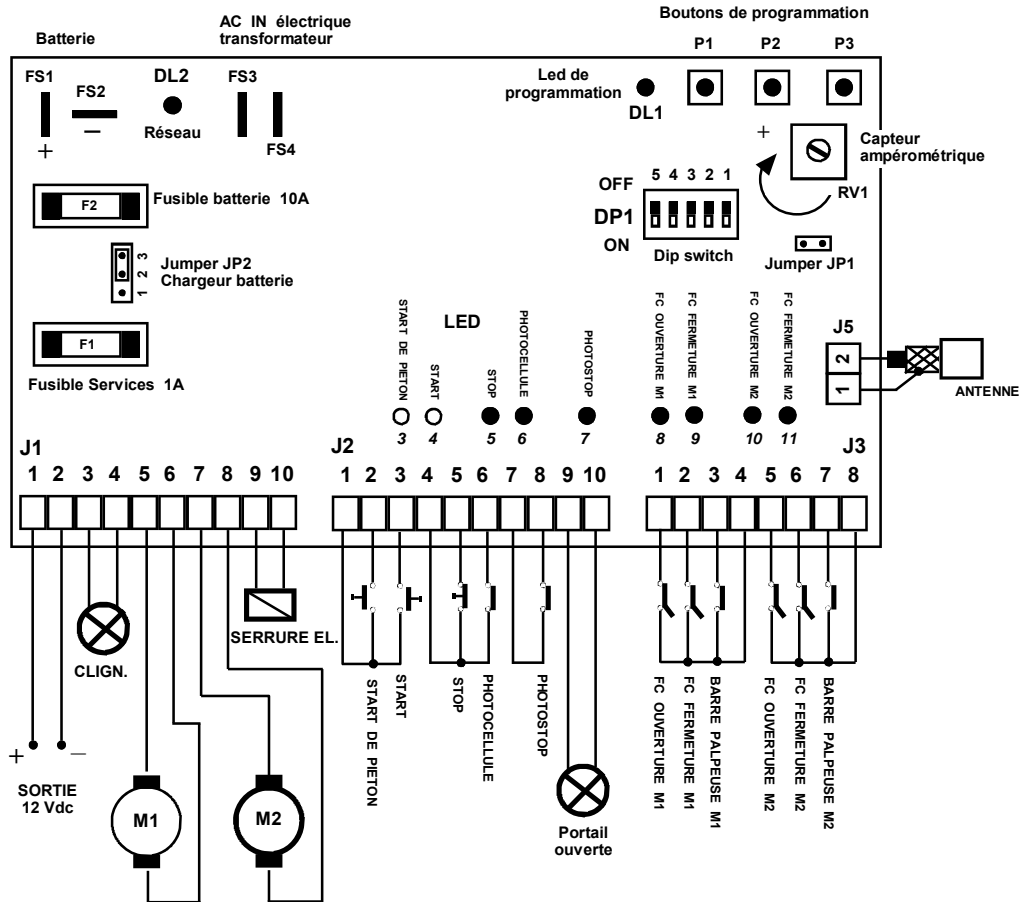 Batterie
AC IN électrique
transformateur
Boutons de programmation
P1 P2 P3
FS1
FS2
DL2
FS3
FS4
Réseau
+
−
Led de
programmation
DL1
+
Capteur
ampérométrique
RV1
F2
Fusible batterie 10A
OFF
5 4 3 2 1
DP1
ON
Dip switch
Jumper JP1
3
2
1
Jumper JP2
Chargeur batterie
F1
Fusible Services 1A
LED
START DE PIETON
START
STOP
PHOTOCELLULE
PHOTOSTOP
FC OUVERTURE M1
FC FERMETURE M1
FC OUVERTURE M2
FC FERMETURE M2
3 4 5 6 7 8 9 10 11
J5
2
1
ANTENNE
J1
1 2 3 4 5 6 7 8 9 10
J2
1 2 3 4 5 6 7 8 9 10
J3
1 2 3 4 5 6 7 8
CLIGN.
SERRURE EL.
+ −
SORTIE
12 Vdc
M1
M2
START DE PIETON
START
STOP
PHOTOCELLULE
PHOTOSTOP
Portail
ouverte
FC OUVERTURE M1
FC FERMETURE M1
BARRE PALPEUSE M1
FC OUVERTURE M2
FC FERMETURE M2
BARRE PALPEUSE M2